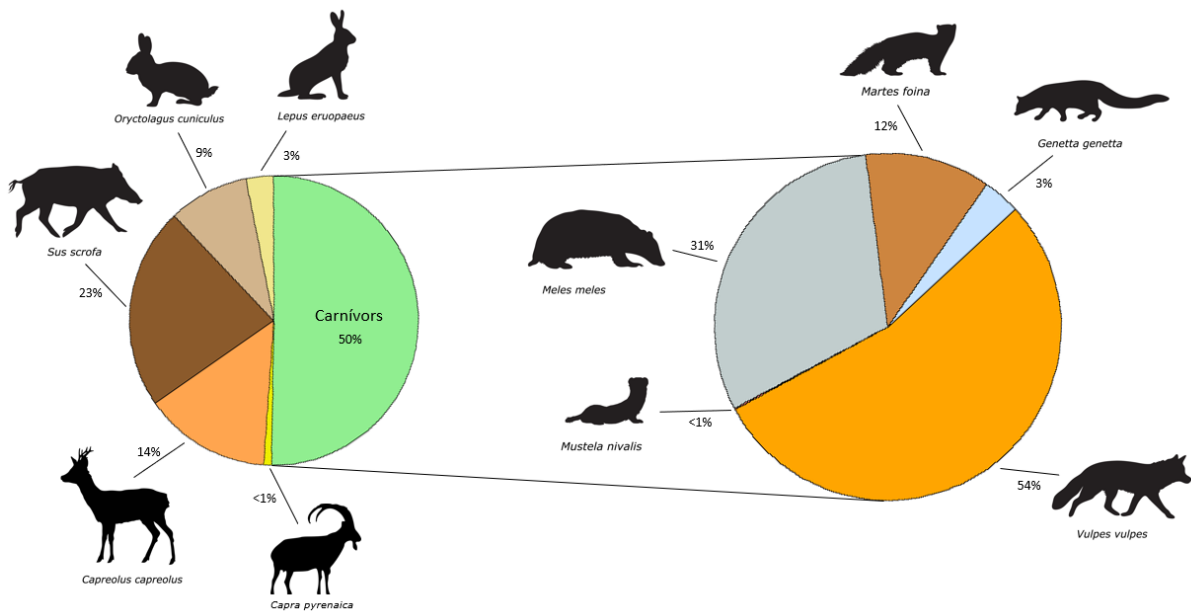 Oryctolagus cuniculus
9%
Lepus eruopaeus
3%
Sus scrofa
23%
Carnívors
50%
14%
Capreolus capreolus
<1%
Capra pyrenaica
Martes foina
12%
Genetta genetta
3%
Meles meles
31%
Mustela nivalis
<1%
54%
Vulpes vulpes